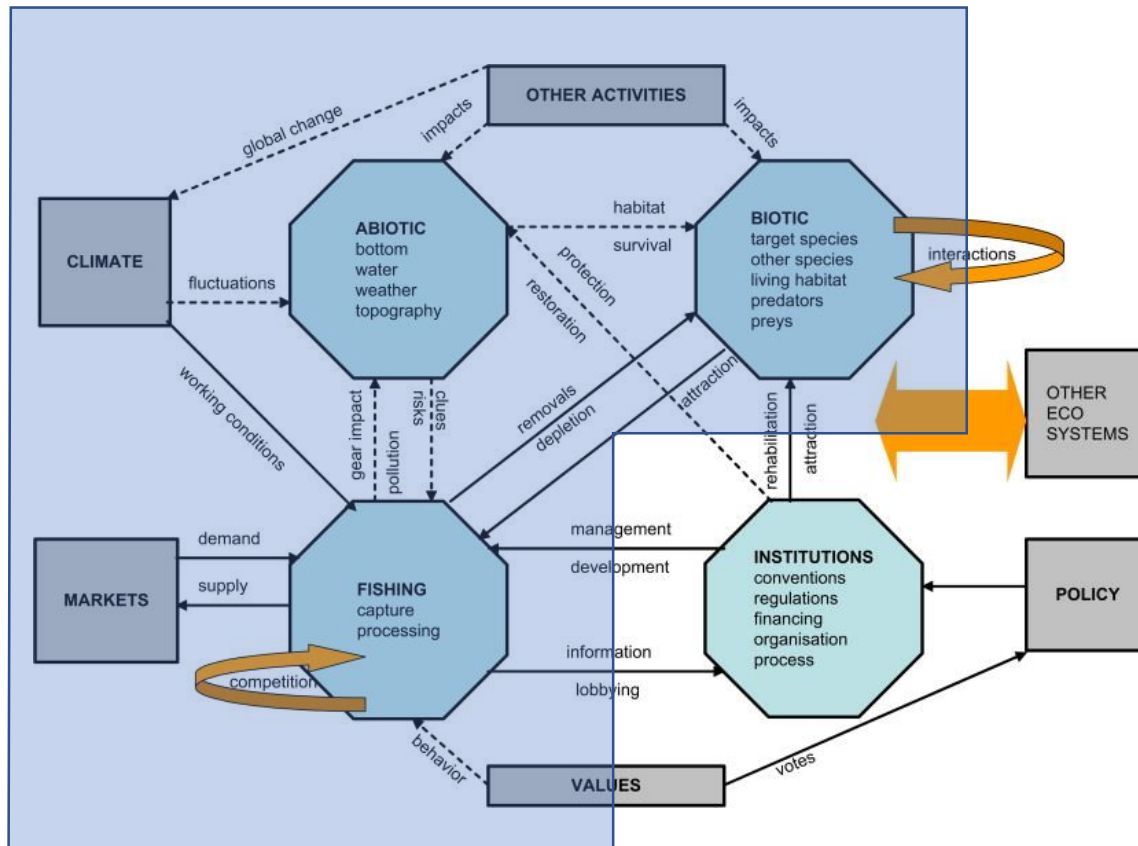 OTHER ACTIVITIES
global change
impacts
impacts
CLIMATE
ABIOTIC
bottom
water
weather
topography
habitat
survival
BIOTIC
target species
other species
living habitat
predators
preys
interactions
fluctuations
protection
restoration
working conditions
gear impact
pollution
clues
risks
removals
depletion
attraction
rehabilitation
attraction
OTHER
ECO
SYSTEMS
MARKETS
demand
supply
FISHING
capture
processing
competition
management
development
information
lobbying
INSTITUTIONS
conventions
regulations
financing
organisation
process
POLICY
behavior
VALUES
votes